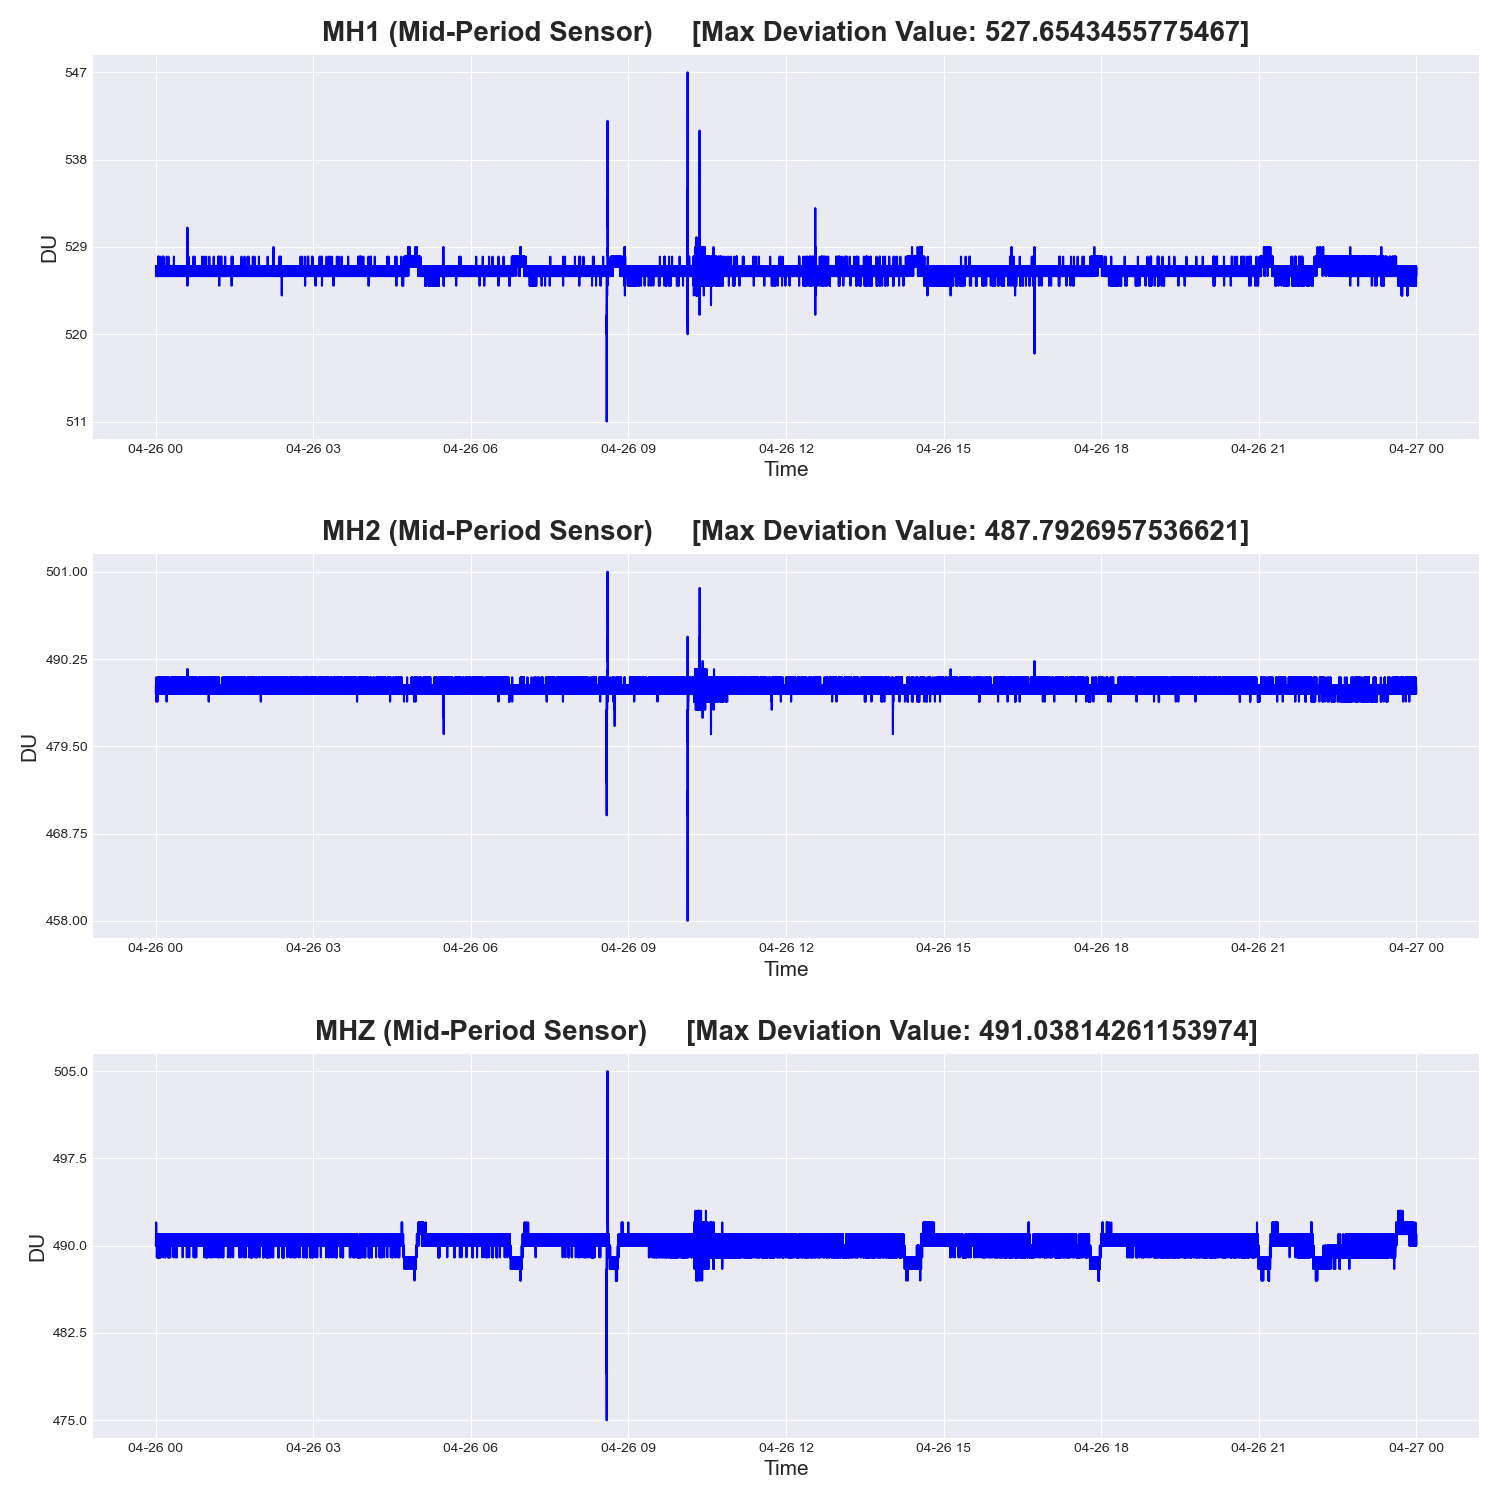 MH1 (Mid-Period Sensor) [Max Deviation Value: 527.6543455775467]
547
538
529
520
511
DU
04-26 00 04-26 03 04-26 06 04-26 09 04-26 12 04-26 15 04-26 18 04-26 21 04-27 00
Time
MH2 (Mid-Period Sensor) [Max Deviation Value: 487.7926957536621]
501.00
490.25
479.50
468.75
458.00
DU
04-26 00 04-26 03 04-26 06 04-26 09 04-26 12 04-26 15 04-26 18 04-26 21 04-27 00
Time
MHZ (Mid-Period Sensor) [Max Deviation Value: 491.03814261153974]
505.0
497.5
490.0
482.5
475.0
DU
04-26 00 04-26 03 04-26 06 04-26 09 04-26 12 04-26 15 04-26 18 04-26 21 04-27 00
Time